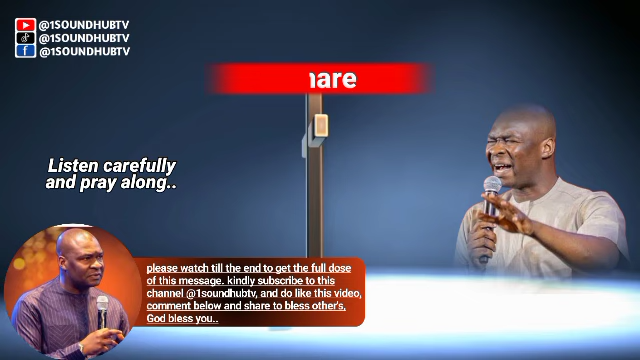 @1SOUNDHUBTV
@1SOUNDHUBTV
@1SOUNDHUBTV
Listen carefully
and pray along..
please watch till the end to get the full dose
of this message. kindly subscribe to this
channel @1soundhubtv, and do like this video,
comment below and share to bless other's,
God bless you..